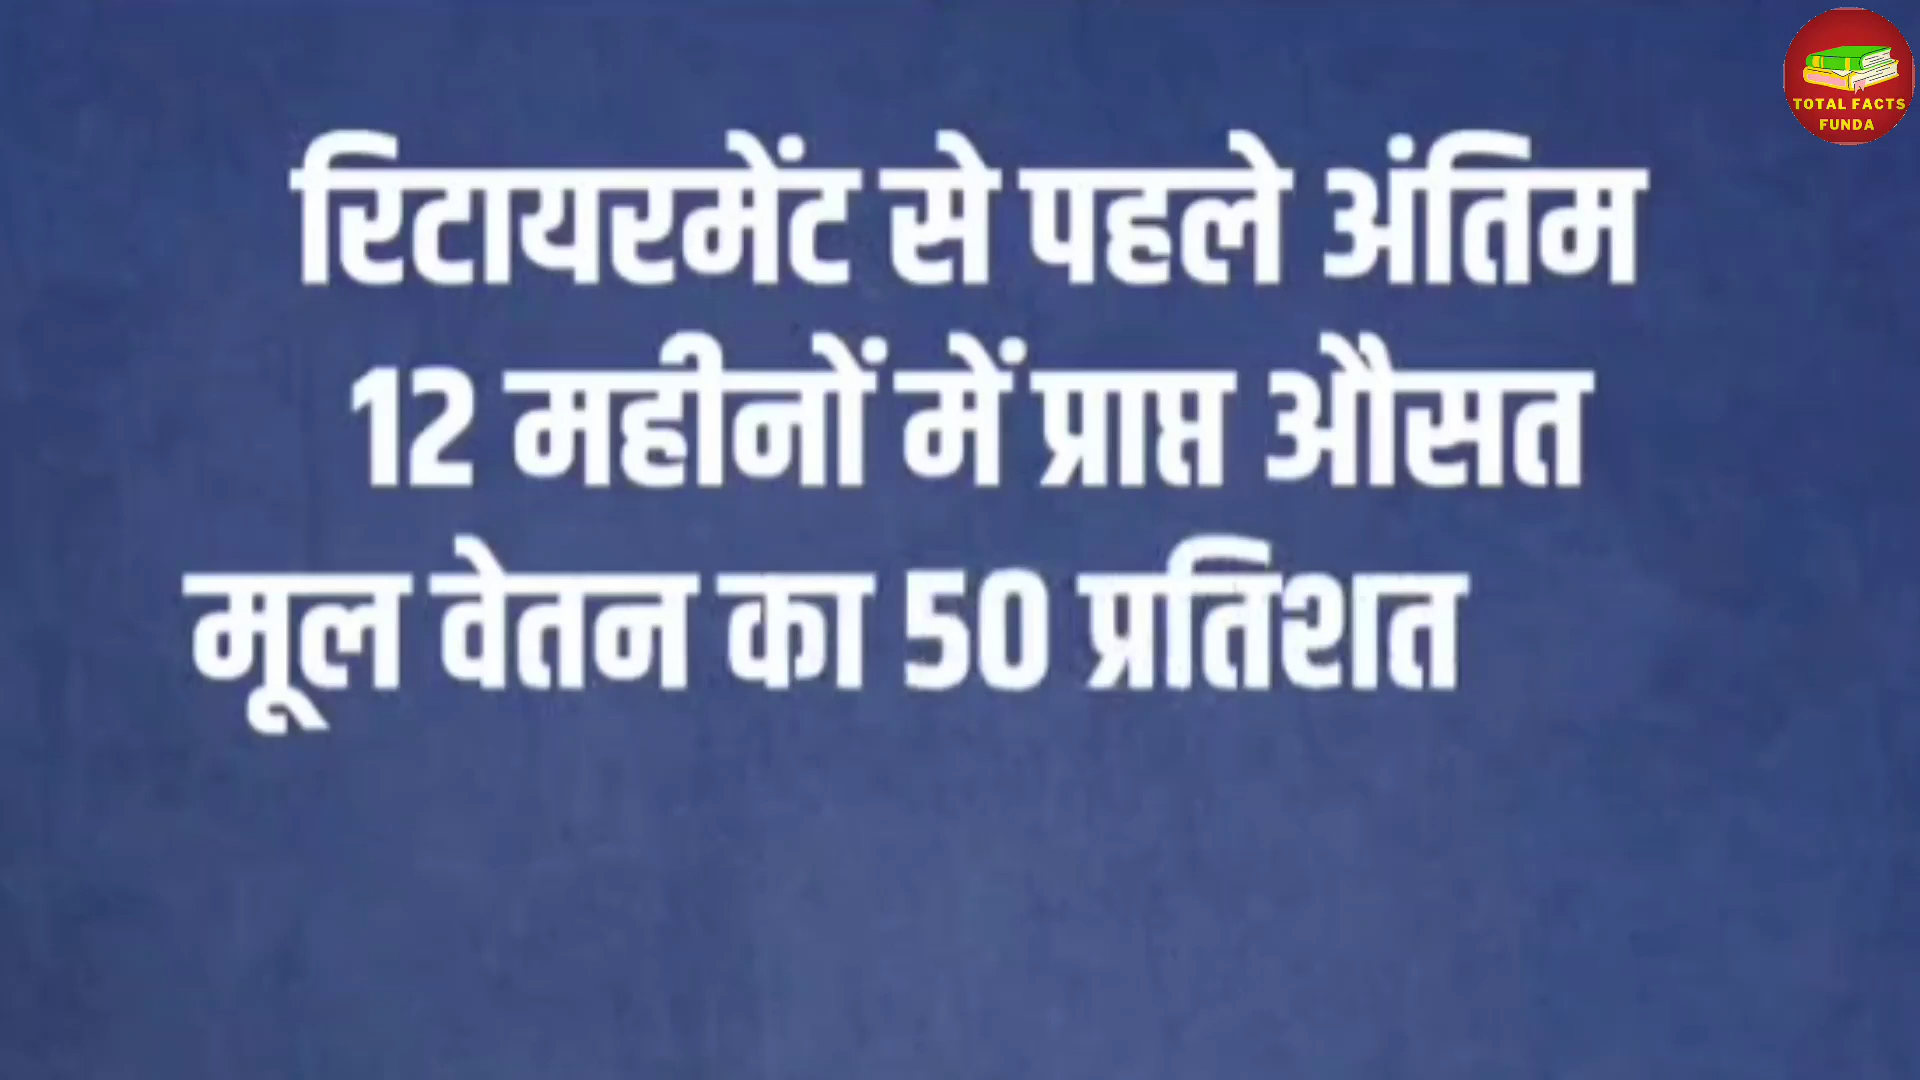 TOTAL FACTS
FUNDA
रिटायरमेंट से पहले अंतिम
12 महीनों में प्राप्त औसत
मूल वेतन का 50 प्रतिशत